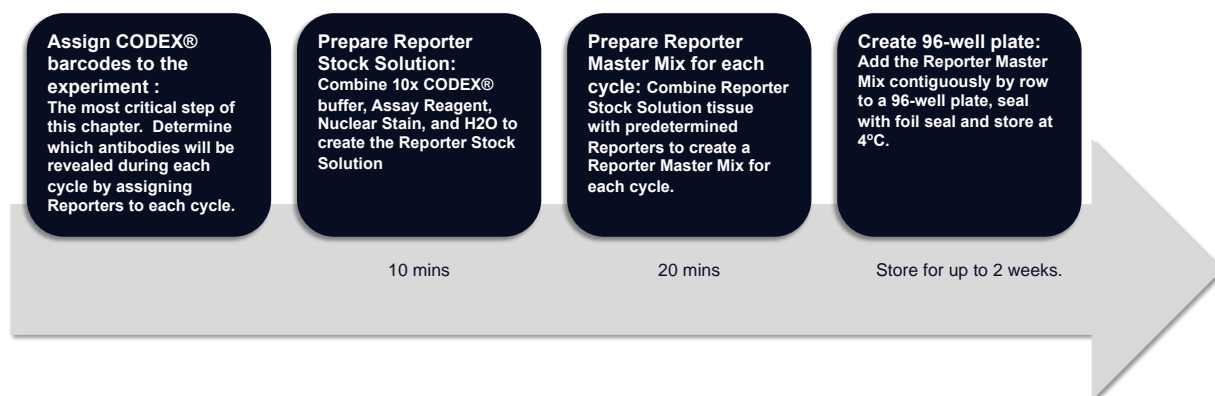 Assign CODEX®
barcodes to the
experiment :
The most critical step of
this chapter.  Determine
which antibodies will be
revealed during each
cycle by assigning
Reporters to each cycle.
Prepare Reporter
Stock Solution:
Combine 10x CODEX®
buffer, Assay Reagent,
Nuclear Stain, and H2O to
create the Reporter Stock
Solution
Prepare Reporter
Master Mix for each
cycle: Combine Reporter
Stock Solution tissue
with predetermined
Reporters to create a
Reporter Master Mix for
each cycle.
Create 96-well plate:
Add the Reporter Master
Mix contiguously by row
to a 96-well plate, seal
with foil seal and store at
4ºC.
10 mins
20 mins
Store for up to 2 weeks.